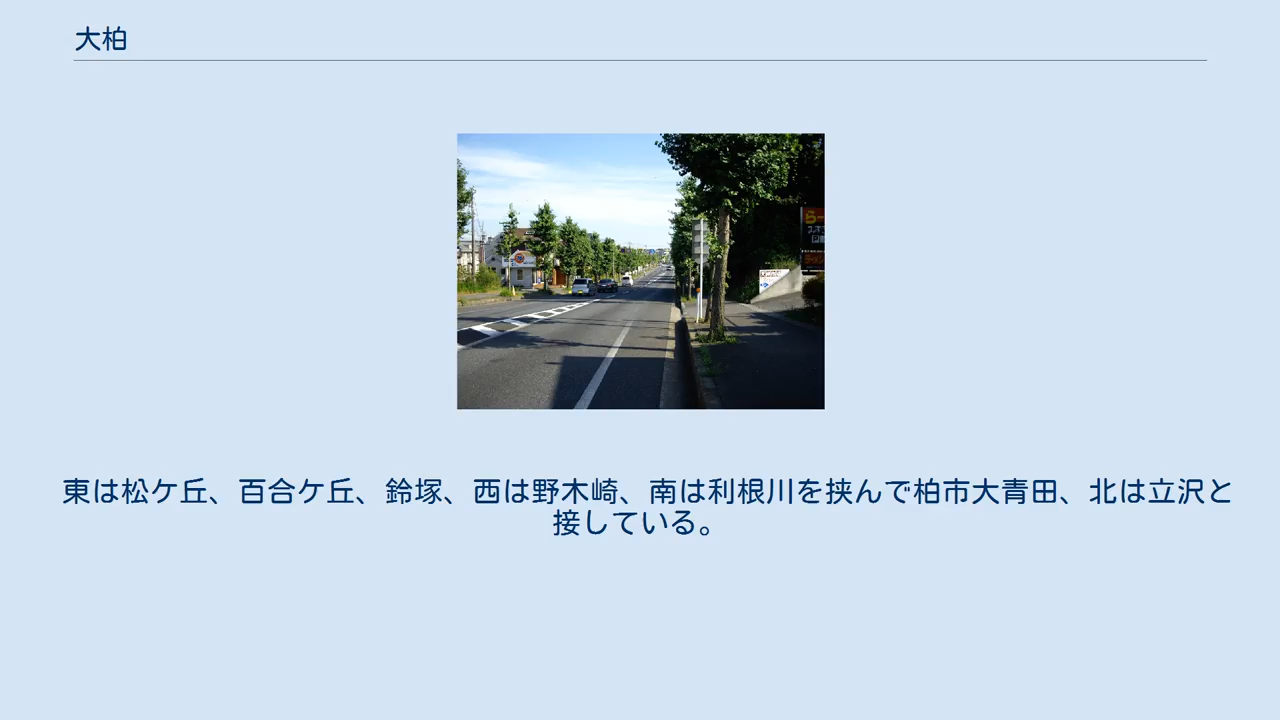 大柏
東は松ケ丘、百合ケ丘、鈴塚、西は野木崎、南は利根川を挟んで柏市大青田、北は立沢と
接している。